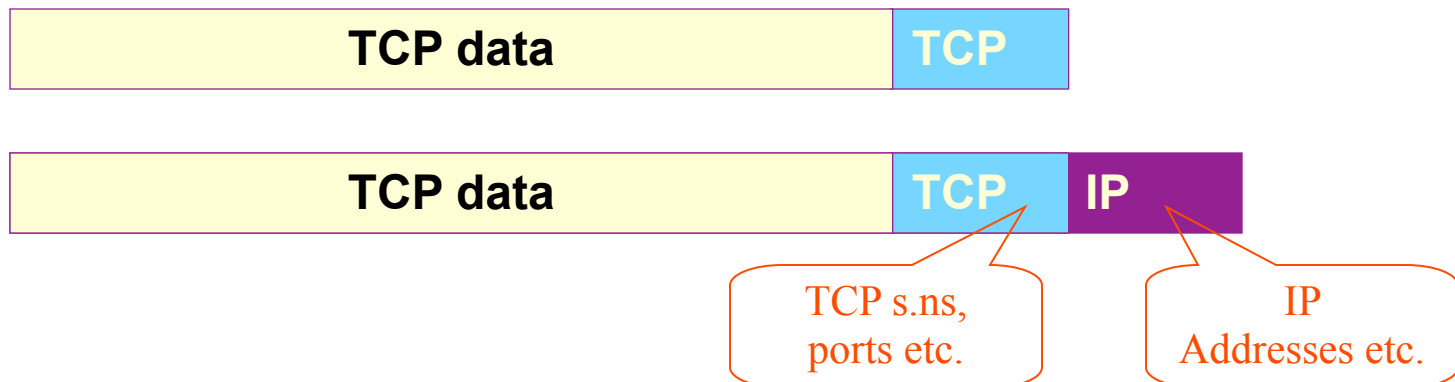 TCP data TCP
TCP data TCP IP
TCP s.ns,
ports etc.
IP
Addresses etc.